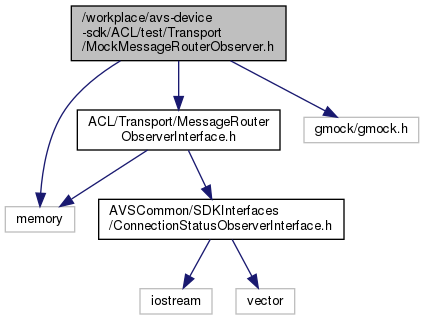 /workplace/avs-device
-sdk/ACL/test/Transport
/MockMessageRouterObserver.h
ACL/Transport/MessageRouter
ObserverInterface.h
gmock/gmock.h
memory
AVSCommon/SDKInterfaces
/ConnectionStatusObserverInterface.h
iostream
vector